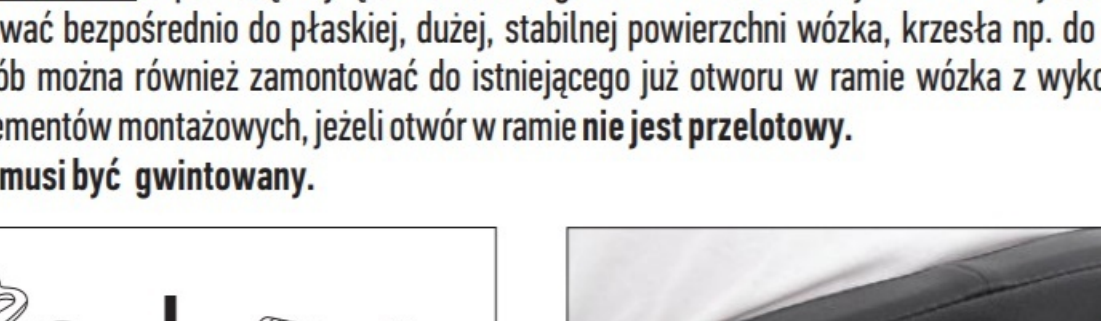 wać bezpośrednio do płaskiej, dużej, stabilnej powierzchni wózka, krzesła np. do
ób można również zamontować do istniejącego już otworu w ramie wózka z wyko
ementów montażowych, jeżeli otwór w ramie nie jest przelotowy.
musi być gwintowany.